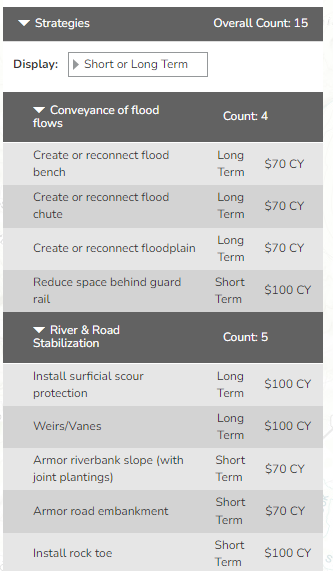 Strategies Overall Count: 15
Display: Short or Long Term
Conveyance of flood
flows
Count: 4
Create or reconnect flood
bench
Long
Term
$70 CY
Create or reconnect flood
chute
Long
Term
$70 CY
Create or reconnect floodplain
Long
Term
$70 CY
Reduce space behind guard
rail
Short
Term
$100 CY
River & Road
Stabilization
Count: 5
Install surficial scour
protection
Long
Term
$100 CY
Weirs/Vanes
Long
Term
$100 CY
Armor riverbank slope (with
joint plantings)
Short
Term
$70 CY
Armor road embankment
Short
Term
$70 CY
Install rock toe
Short
Term
$100 CY